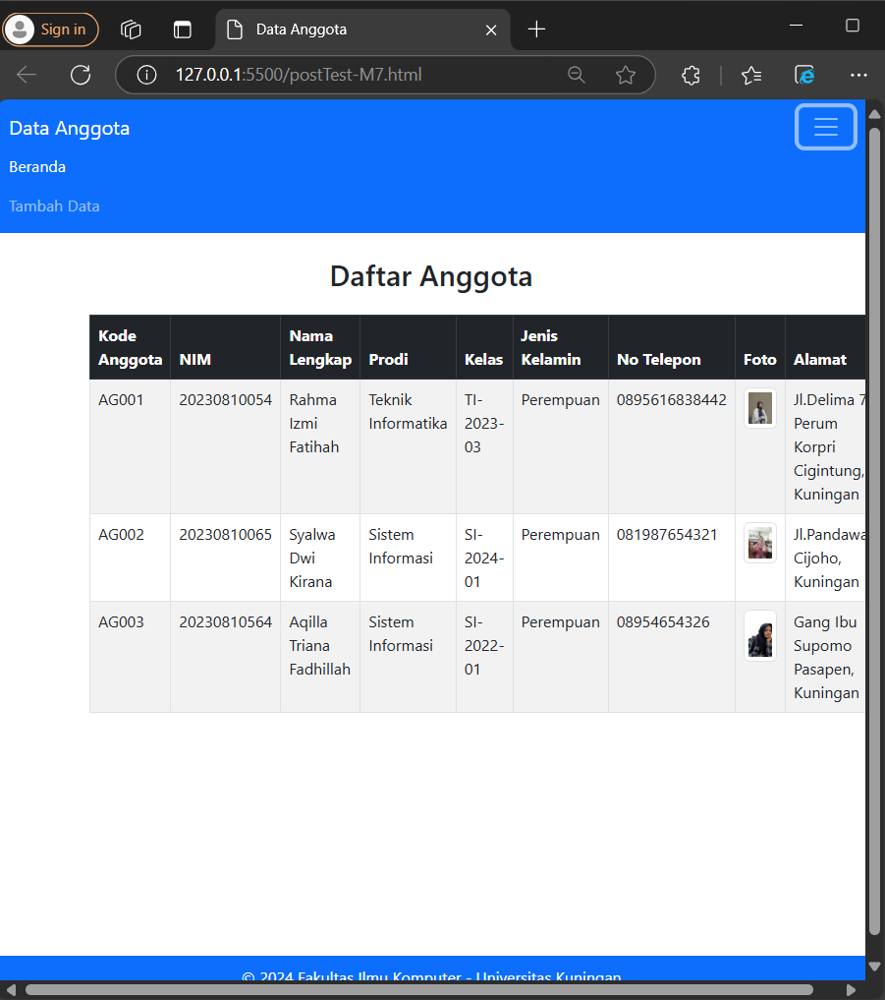 Sign in
Data Anggota
127.0.0.1:5500/postTest-M7.html
Data Anggota
Beranda
Tambah Data
Daftar Anggota
Kode Anggota NIM Nama Lengkap Prodi Kelas Jenis Kelamin No Telepon Foto Alamat
AG001 20230810054 Rahma Izmi Fatihah Teknik Informatika TI-2023-03 Perempuan 0895616838442 Jl.Delima 7 Perum Korpri Cigintung, Kuningan
AG002 20230810065 Syalwa Dwi Kirana Sistem Informasi SI-2024-01 Perempuan 081987654321 Jl.Pandawa Cijoho, Kuningan
AG003 20230810564 Aqilla Triana Fadhillah Sistem Informasi SI-2022-01 Perempuan 08954654326 Gang Ibu Supomo Pasapen, Kuningan
© 2024 Fakultas Ilmu Komputer - Universitas Kuningan